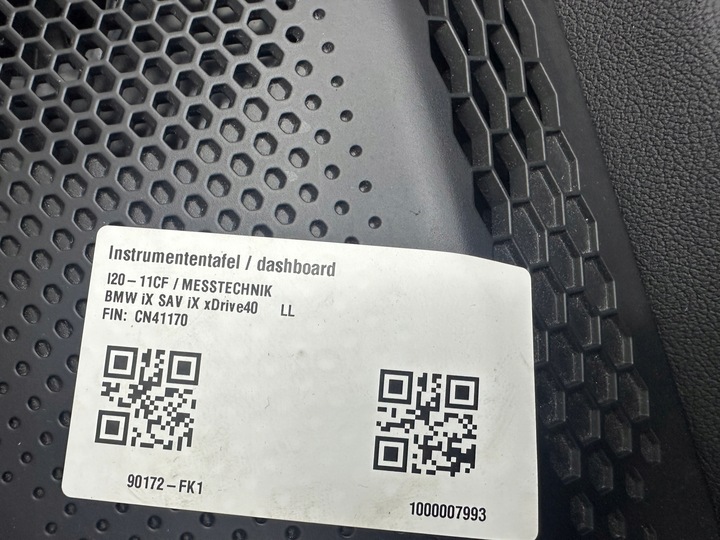 Instrumententafel / dashboard
I20-11CF / MESSTECHNIK
BMW iX SAV iX xDrive40 LL
FIN: CN41170
90172-FK1
1000007993